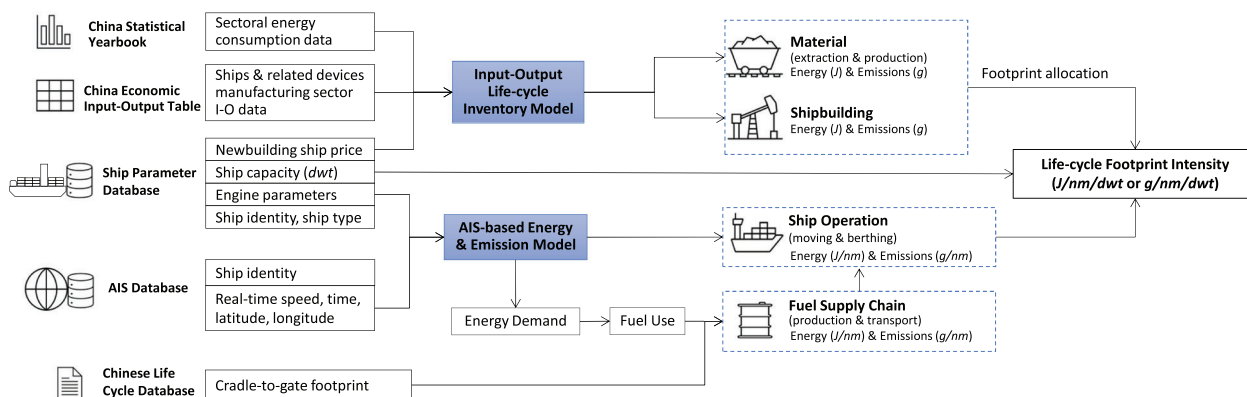 China Statistical
Yearbook
Sectoral energy
consumption data
China Economic
Input-Output Table
Ships & related devices
manufacturing sector
I-O data
Ship Parameter
Database
Newbuilding ship price
Ship capacity (dwt)
Engine parameters
Ship identity, ship type
AIS Database
Ship identity
Real-time speed, time,
latitude, longitude
Chinese Life
Cycle Database
Cradle-to-gate footprint
Input-Output
Life-cycle
Inventory Model
AIS-based Energy
& Emission Model
Energy Demand
Fuel Use
Material
(extraction & production)
Energy (J) & Emissions (g)
Shipbuilding
Energy (J) & Emissions (g)
Footprint allocation
Life-cycle Footprint Intensity
(J/nm/dwt or g/nm/dwt)
Ship Operation
(moving & berthing)
Energy (J/nm) & Emissions (g/nm)
Fuel Supply Chain
(production & transport)
Energy (J/nm) & Emissions (g/nm)